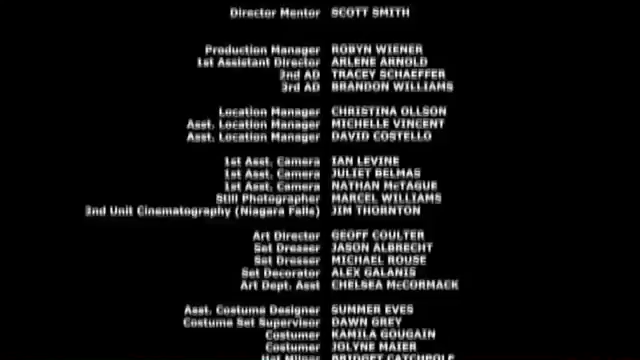 Director Mentor SCOTT SMITH
Production Manager ROBYN WIENER
1st Assistant Director ARLENE ARNOLD
2nd AD TRACEY SCHAEFFER
3rd AD BRANDON WILLIAMS
Location Manager CHRISTINA OLLSON
Asst. Location Manager MICHELLE VINCENT
Asst. Location Manager DAVID COSTELLO
1st Asst. Camera IAN LEVINE
1st Asst. Camera JULIET BELMAS
1st Asst. Camera NATHAN McTAGUE
Still Photographer MARCEL WILLIAMS
2nd Unit Cinematography (Niagara Falls) JIM THORNTON
Art Director GEOFF COULTER
Set Dresser JASON ALBRECHT
Set Dresser MICHAEL ROUSE
Set Decorator ALEX GALANIS
Art Dept. Asst CHELSEA McCORMACK
Asst. Costume Designer SUMMER EVES
Costume Set Supervisor DAWN GREY
Costumer KAMILA GOUGAIN
Costumer JOLYNE MAIER
BRIDGET CATCHPOLE